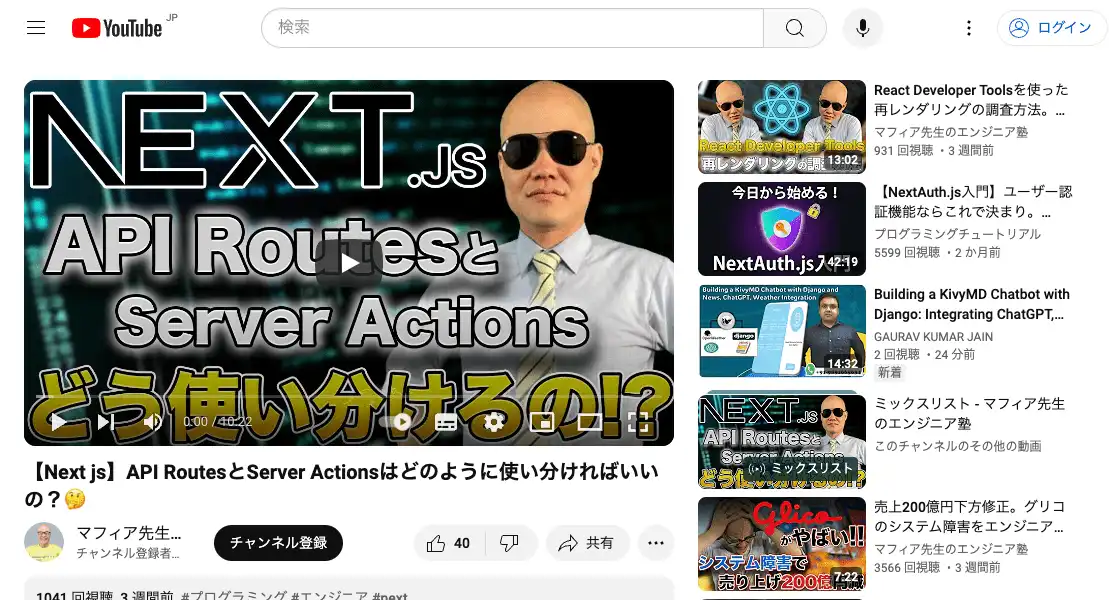 YouTube JP
検索
ログイン
NEXT.JS
API Routesと
Server Actions
どう使い分けるの!?
0:00 / 10:22
【Next js】API RoutesとServer Actionsはどのように使い分ければいい
の？🤔
マフィア先生…
チャンネル登録者…
チャンネル登録
40
共有
1041 回視聴 3 週間前 #プログラミング #エンジニア #next
React Developer Tools
再レンダリングの調
13:02
React Developer Toolsを使った
再レンダリングの調査方法。…
マフィア先生のエンジニア塾
931 回視聴 ・3 週間前
今日から始める！
NextAuth.js入門
42:19
【NextAuth.js入門】ユーザー認
証機能ならこれで決まり。…
プログラミングチュートリアル
5599 回視聴 ・2 か月前
Building a KivyMD Chatbot with Django and
News, ChatGPT, Weather Integration
OpenWeather
django
14:32
Building a KivyMD Chatbot with
Django: Integrating ChatGPT,…
GAURAV KUMAR JAIN
2 回視聴 ・24 分前
新着
NEXT.JS
API Routesと
Server Actions
どう使い分けるの!?
ミックスリスト
ミックスリスト - マフィア先生
のエンジニア塾
このチャンネルのその他の動画
Glico
がやばい!!
システム障害で
売り上げ200億円減
7:22
売上200億円下方修正。グリコ
のシステム障害をエンジニア…
マフィア先生のエンジニア塾
3566 回視聴 ・3 週間前